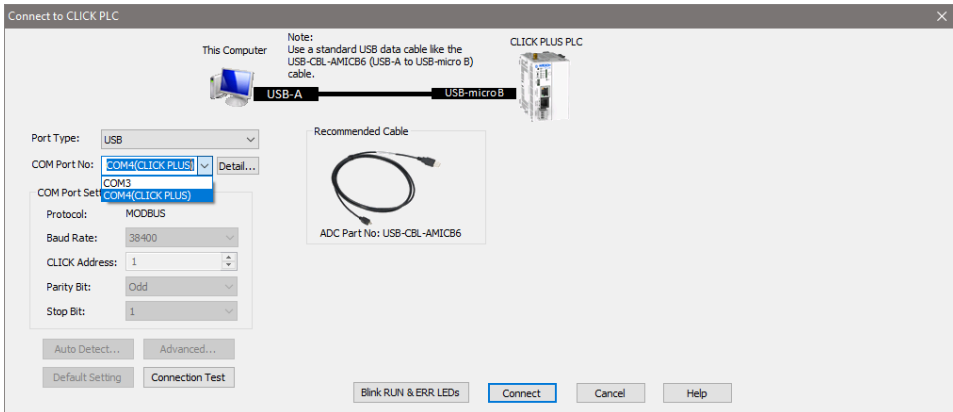 Connect to CLICK PLC
Note:
Use a standard USB data cable like the
USB-CBL-AMICB6 (USB-A to USB-micro B)
cable.
This Computer
CLICK PLUS PLC
USB-A
USB-micro B
Port Type:
USB
COM Port No:
COM4(CLICK PLUS)
Detail...
COM3
COM4(CLICK PLUS)
COM Port Set
Protocol:
MODBUS
Baud Rate:
38400
CLICK Address:
1
Parity Bit:
Odd
Stop Bit:
1
Recommended Cable
ADC Part No: USB-CBL-AMICB6
Auto Detect...
Advanced...
Default Setting
Connection Test
Blink RUN & ERR LEDs
Connect
Cancel
Help